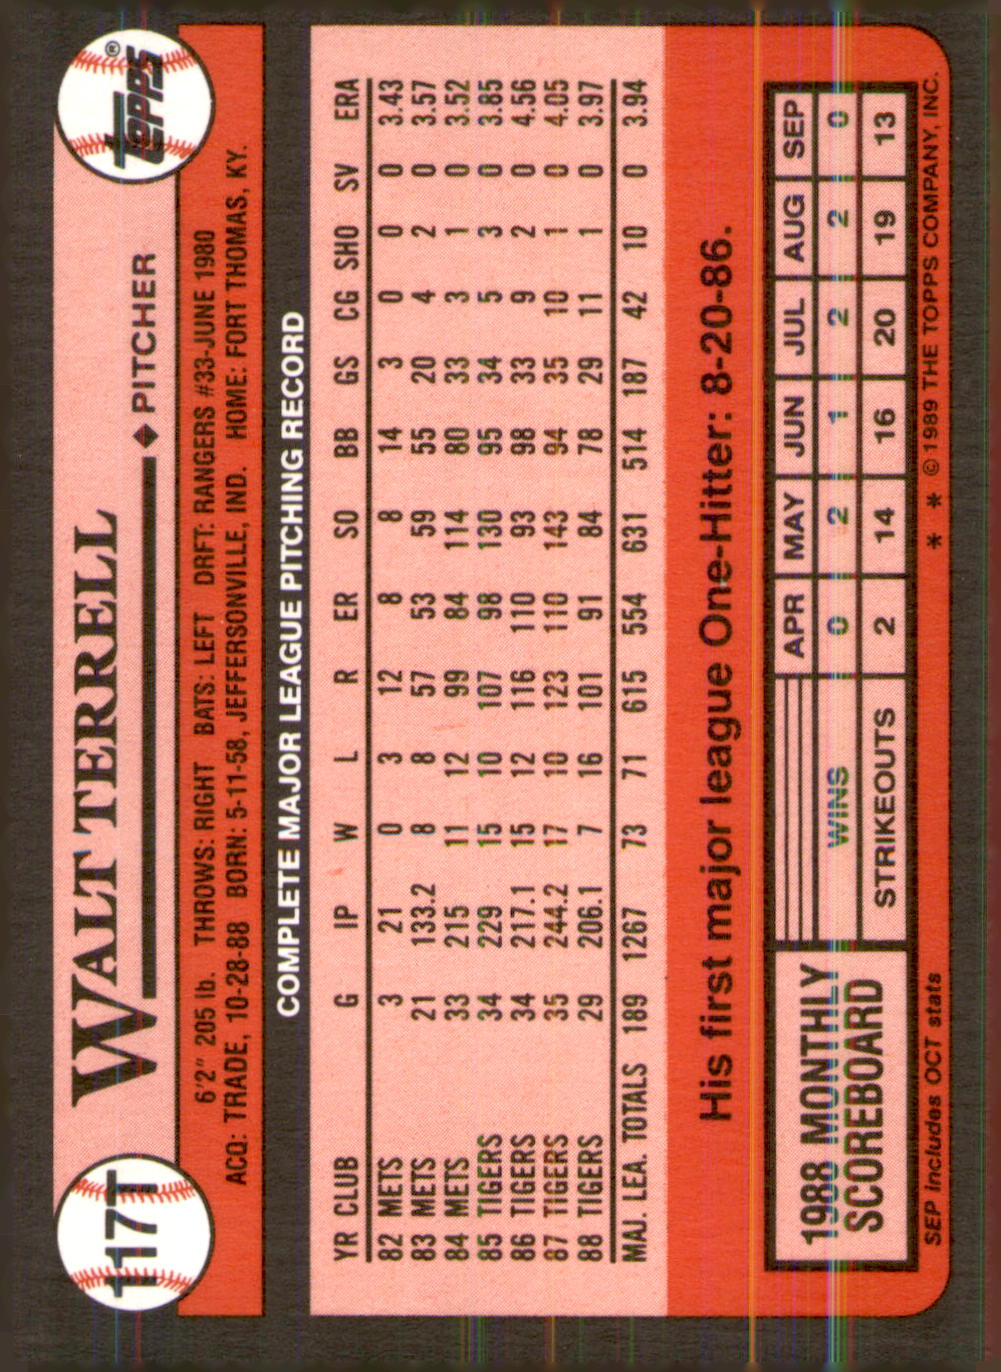 117T
WALT TERRELL
◆ PITCHER
TOPPS®
6'2" 205 lb. THROWS: RIGHT BATS: LEFT DRFT: RANGERS #33-JUNE 1980
ACQ: TRADE, 10-28-88 BORN: 5-11-58, JEFFERSONVILLE, IND. HOME: FORT THOMAS, KY.
COMPLETE MAJOR LEAGUE PITCHING RECORD
YR CLUB G IP W L R ER SO BB GS CG SHO SV ERA
82 METS 3 21 0 3 12 8 8 14 3 0 0 0 3.43
83 METS 21 133.2 8 8 57 53 59 55 20 4 2 0 3.57
84 METS 33 215 11 12 99 84 114 80 33 3 1 0 3.52
85 TIGERS 34 229 15 10 107 98 130 95 34 5 3 0 3.85
86 TIGERS 34 217.1 15 12 116 110 93 98 33 9 2 0 4.56
87 TIGERS 35 244.2 17 10 123 110 143 94 35 10 1 0 4.05
88 TIGERS 29 206.1 7 16 101 91 84 78 29 11 1 0 3.97
MAJ. LEA. TOTALS 189 1267 73 71 615 554 631 514 187 42 10 0 3.94
His first major league One-Hitter: 8-20-86.
1988 MONTHLY
SCOREBOARD
APR MAY JUN JUL AUG SEP
WINS 0 2 1 2 2 0
STRIKEOUTS 2 14 16 20 19 13
SEP Includes OCT stats
* * © 1989 THE TOPPS COMPANY, INC.